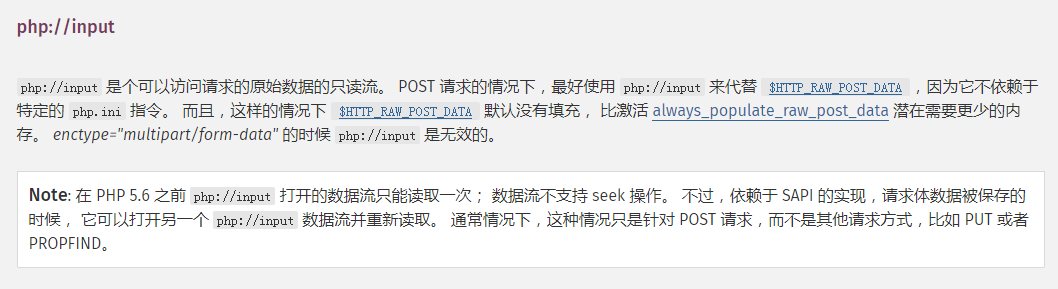 php://input
php://input 是个可以访问请求的原始数据的只读流。 POST 请求的情况下，最好使用 php://input 来代替 $HTTP_RAW_POST_DATA ，因为它不依赖于
特定的 php.ini 指令。 而且，这样的情况下 $HTTP_RAW_POST_DATA 默认没有填充， 比激活 always_populate_raw_post_data 潜在需要更少的内
存。 enctype="multipart/form-data" 的时候 php://input 是无效的。
Note: 在 PHP 5.6 之前 php://input 打开的数据流只能读取一次； 数据流不支持 seek 操作。 不过，依赖于 SAPI 的实现，请求体数据被保存的
时候， 它可以打开另一个 php://input 数据流并重新读取。 通常情况下，这种情况只是针对 POST 请求，而不是其他请求方式，比如 PUT 或者
PROPFIND。